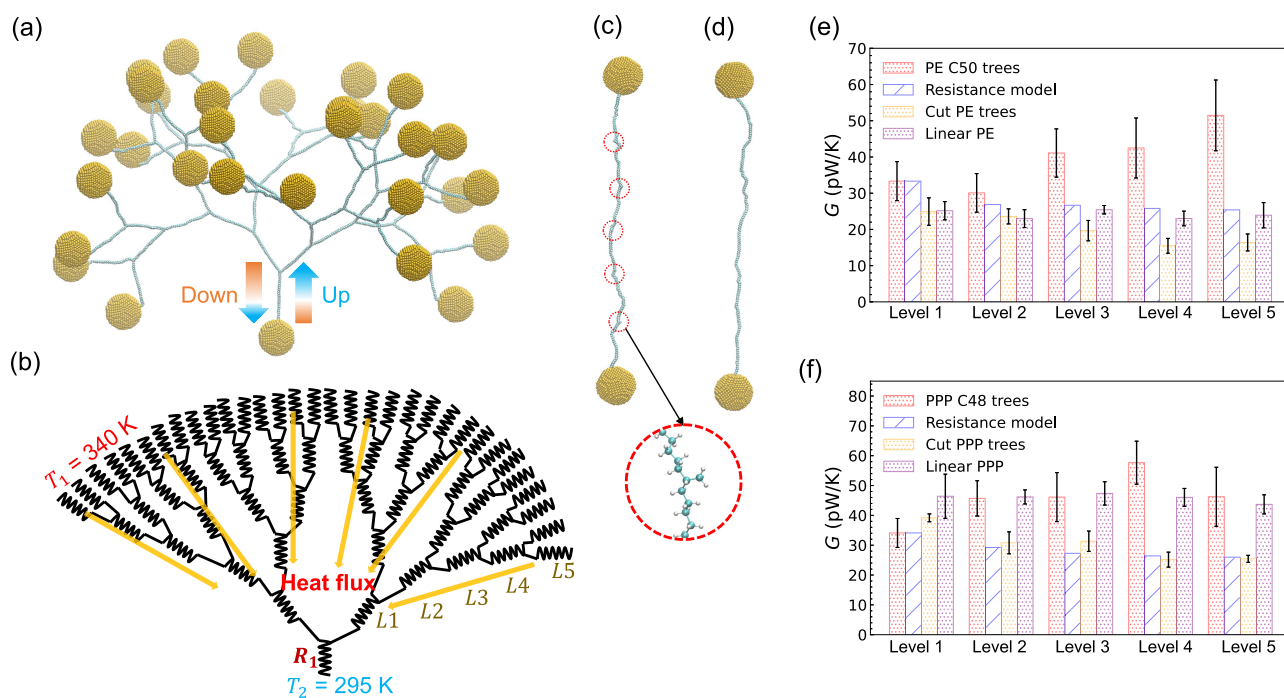 (a)
Down
Up
(b)
T₁ = 340 K
Heat flux
L1
L2
L3
L4
L5
R₁
T₂ = 295 K
(c)
(d)
(e)
70
60
50
40
30
20
10
0
G (pW/K)
PE C50 trees
Resistance model
Cut PE trees
Linear PE
Level 1 Level 2 Level 3 Level 4 Level 5
(f)
80
70
60
50
40
30
20
10
0
G (pW/K)
PPP C48 trees
Resistance model
Cut PPP trees
Linear PPP
Level 1 Level 2 Level 3 Level 4 Level 5